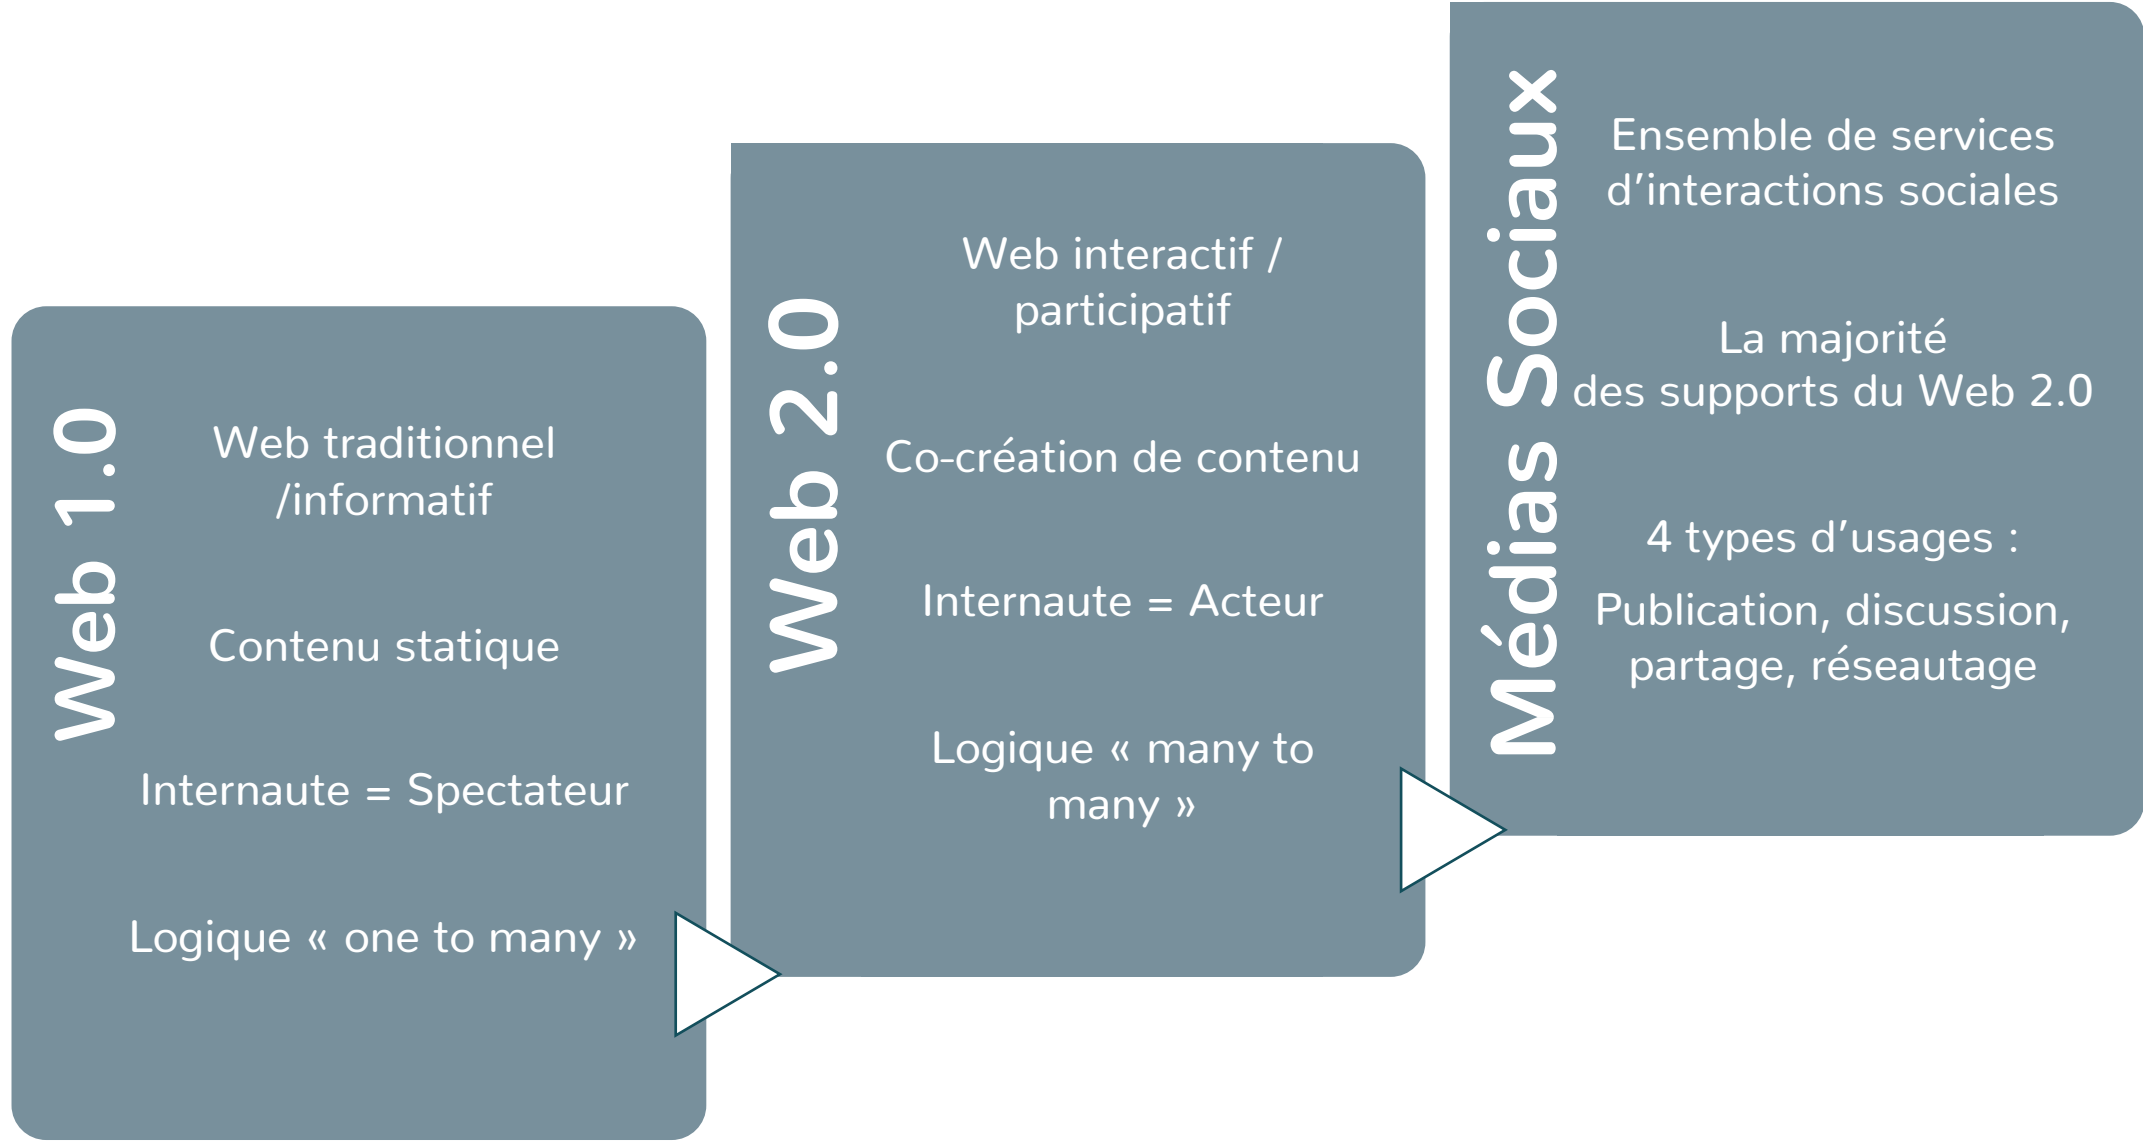 Web 1.0
Web traditionnel
/informatif
Contenu statique
Internaute = Spectateur
Logique « one to many »
Web 2.0
Web interactif /
participatif
Co-création de contenu
Internaute = Acteur
Logique « many to
many »
Médias Sociaux
Ensemble de services
d’interactions sociales
La majorité
des supports du Web 2.0
4 types d’usages :
Publication, discussion,
partage, réseautage